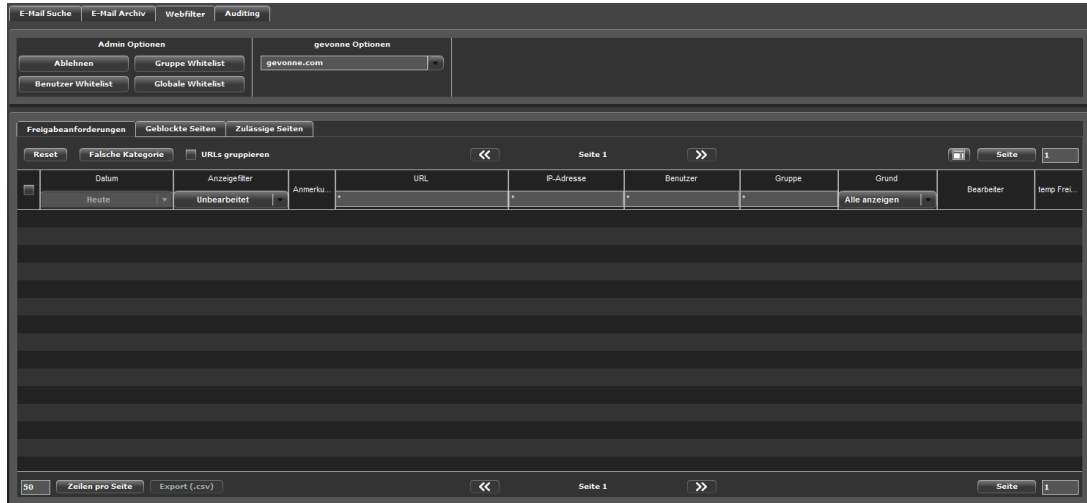 E-Mail Suche E-Mail Archiv Webfilter Auditing
Admin Optionen gevonne Optionen
Ablehnen Gruppe Whitelist gevonne.com
Benutzer Whitelist Globale Whitelist
Freigabeanforderungen Geblockte Seiten Zulässige Seiten
Reset Falsche Kategorie URLs gruppieren « Seite 1 » Seite 1
Datum Anzeigefilter Anmerku... URL IP-Adresse Benutzer Gruppe Grund Bearbeiter temp Frei...
Heute Unbearbeitet * * * * Alle anzeigen
50 Zeilen pro Seite Export (.csv) « Seite 1 » Seite 1